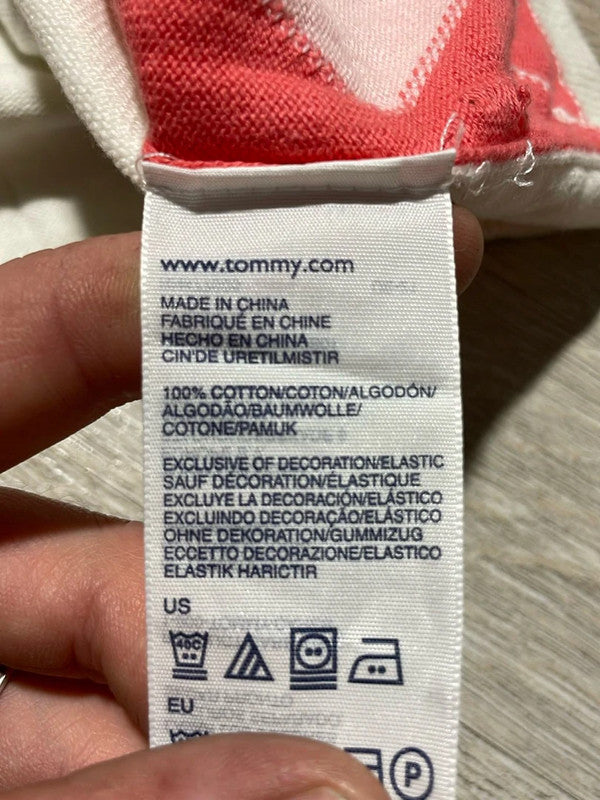 www.tommy.com
MADE IN CHINA
FABRIQUÉ EN CHINE
HECHO EN CHINA
CIN'DE URETILMISTIR
100% COTTON/COTON/ALGODÓN/
ALGODÃO/BAUMWOLLE/
COTONE/PAMUK
EXCLUSIVE OF DECORATION/ELASTIC
SAUF DÉCORATION/ÉLASTIQUE
EXCLUYE LA DECORACIÓN/ELÁSTICO
EXCLUINDO DECORAÇÃO/ELÁSTICO
OHNE DEKORATION/GUMMIZUG
ECCETTO DECORAZIONE/ELASTICO
ELASTIK HARICTIR
US
40C
EU
P